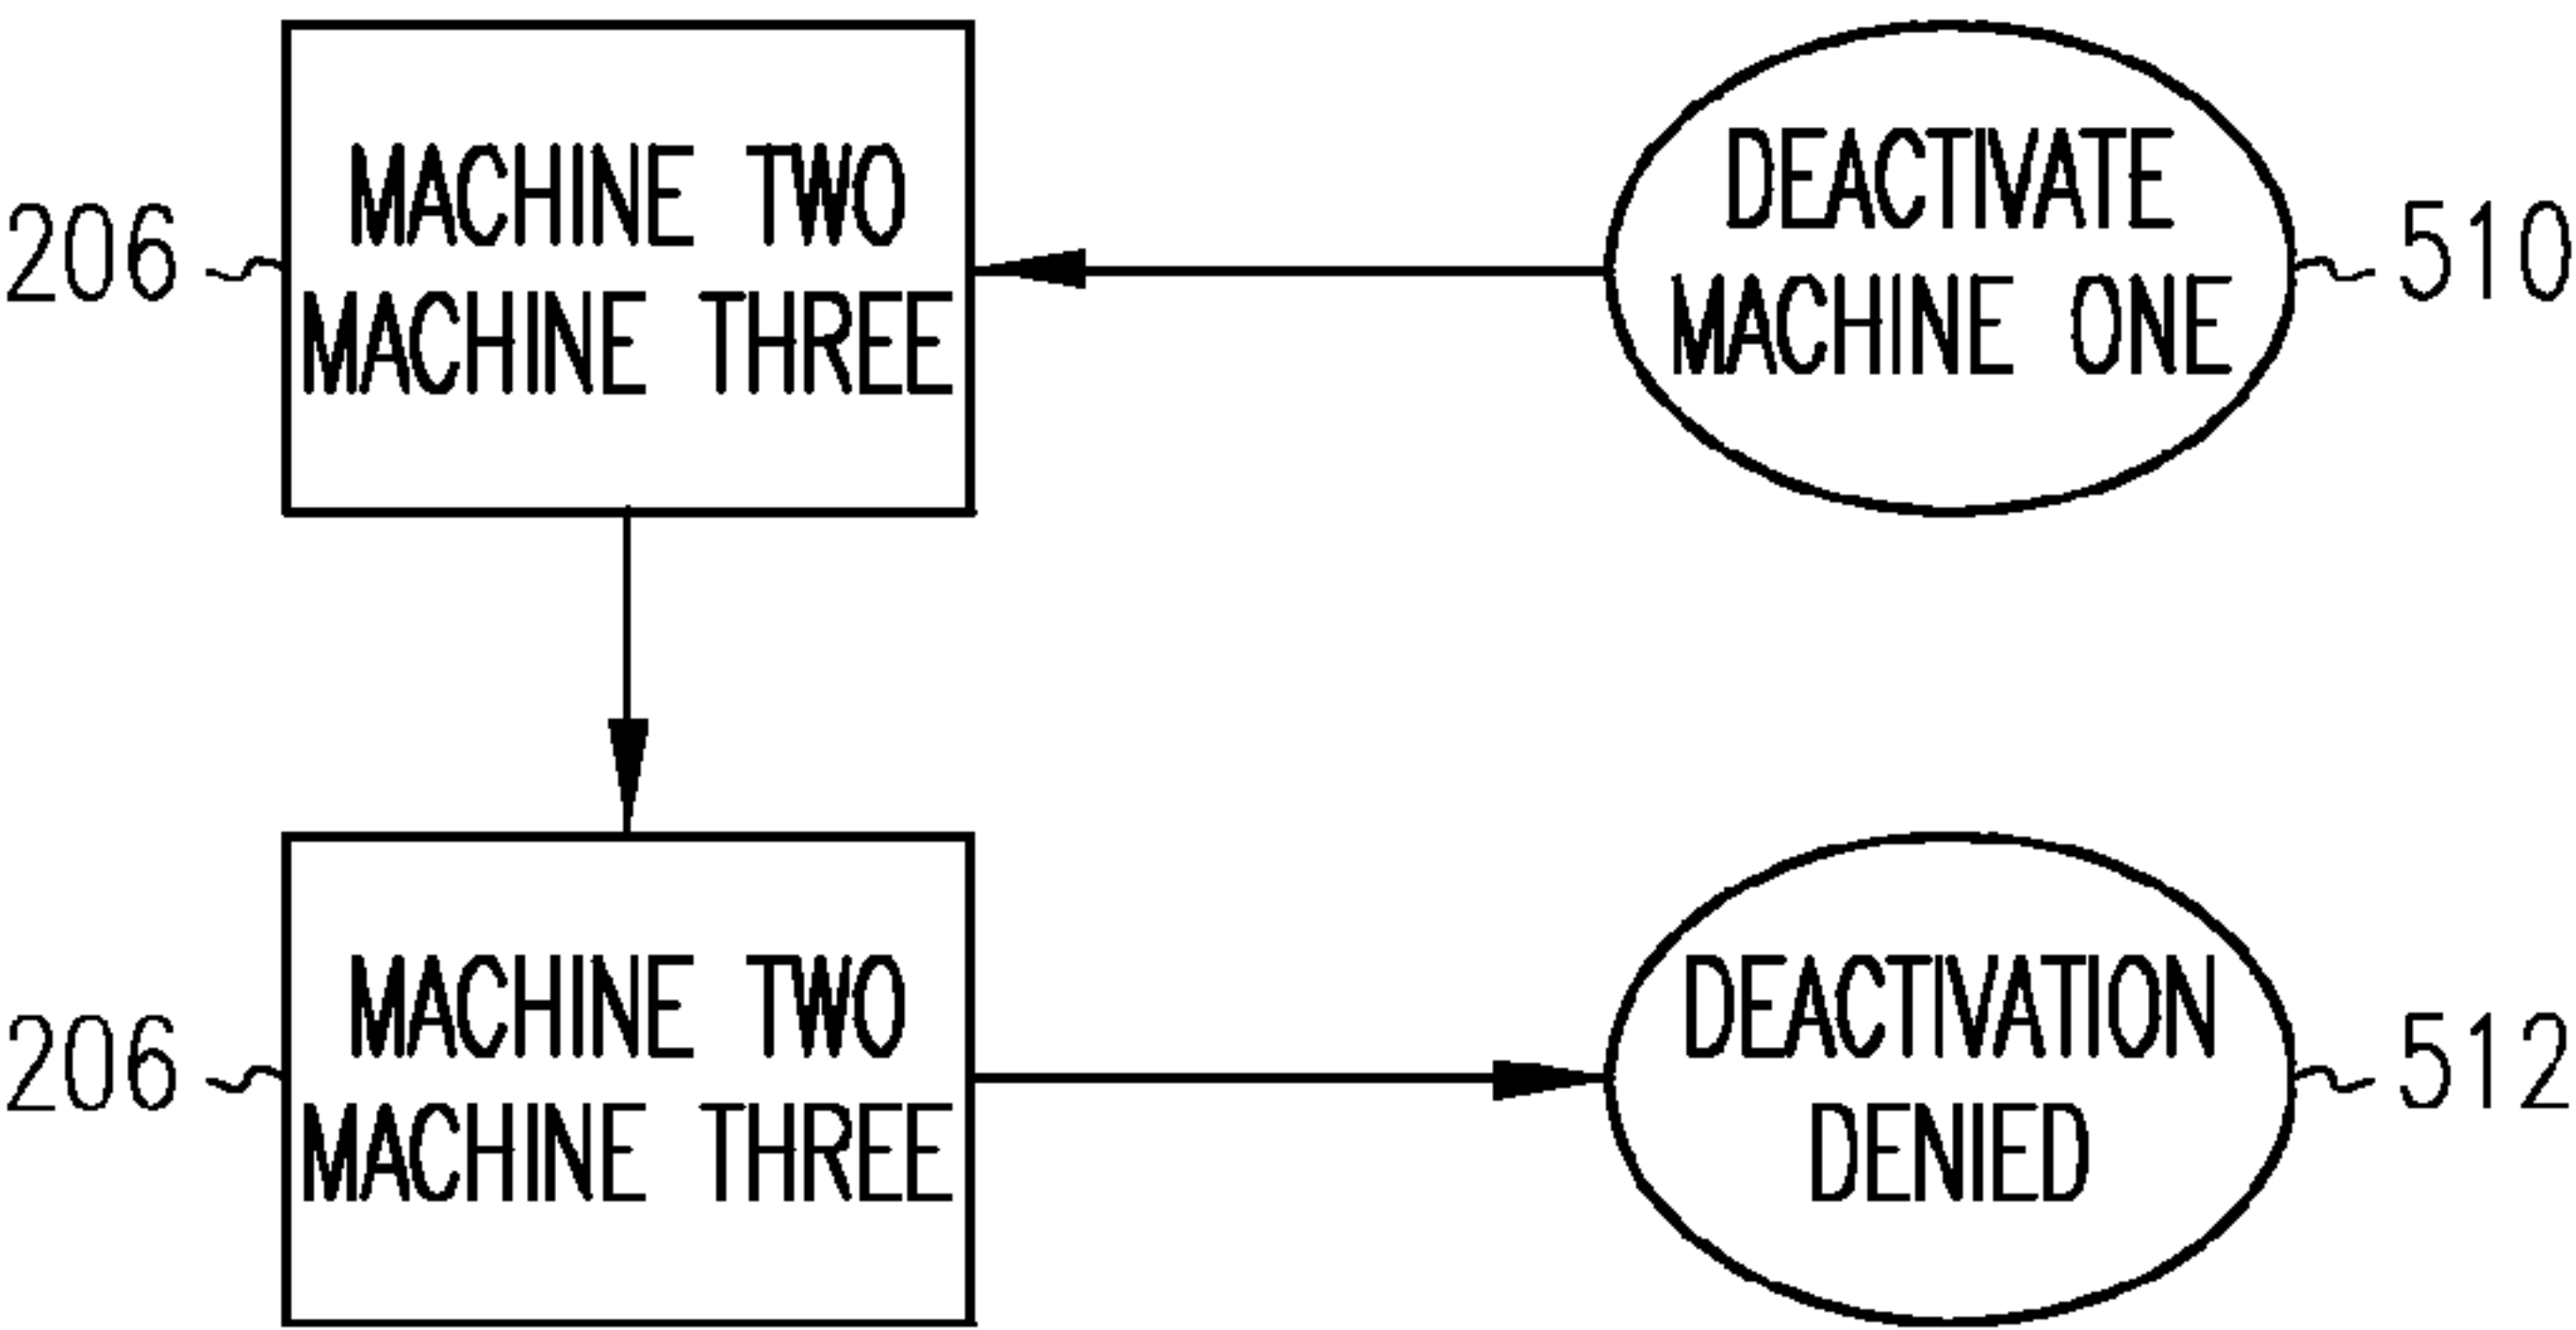 206
MACHINE TWO
MACHINE THREE
DEACTIVATE
MACHINE ONE
510
206
MACHINE TWO
MACHINE THREE
DEACTIVATION
DENIED
512